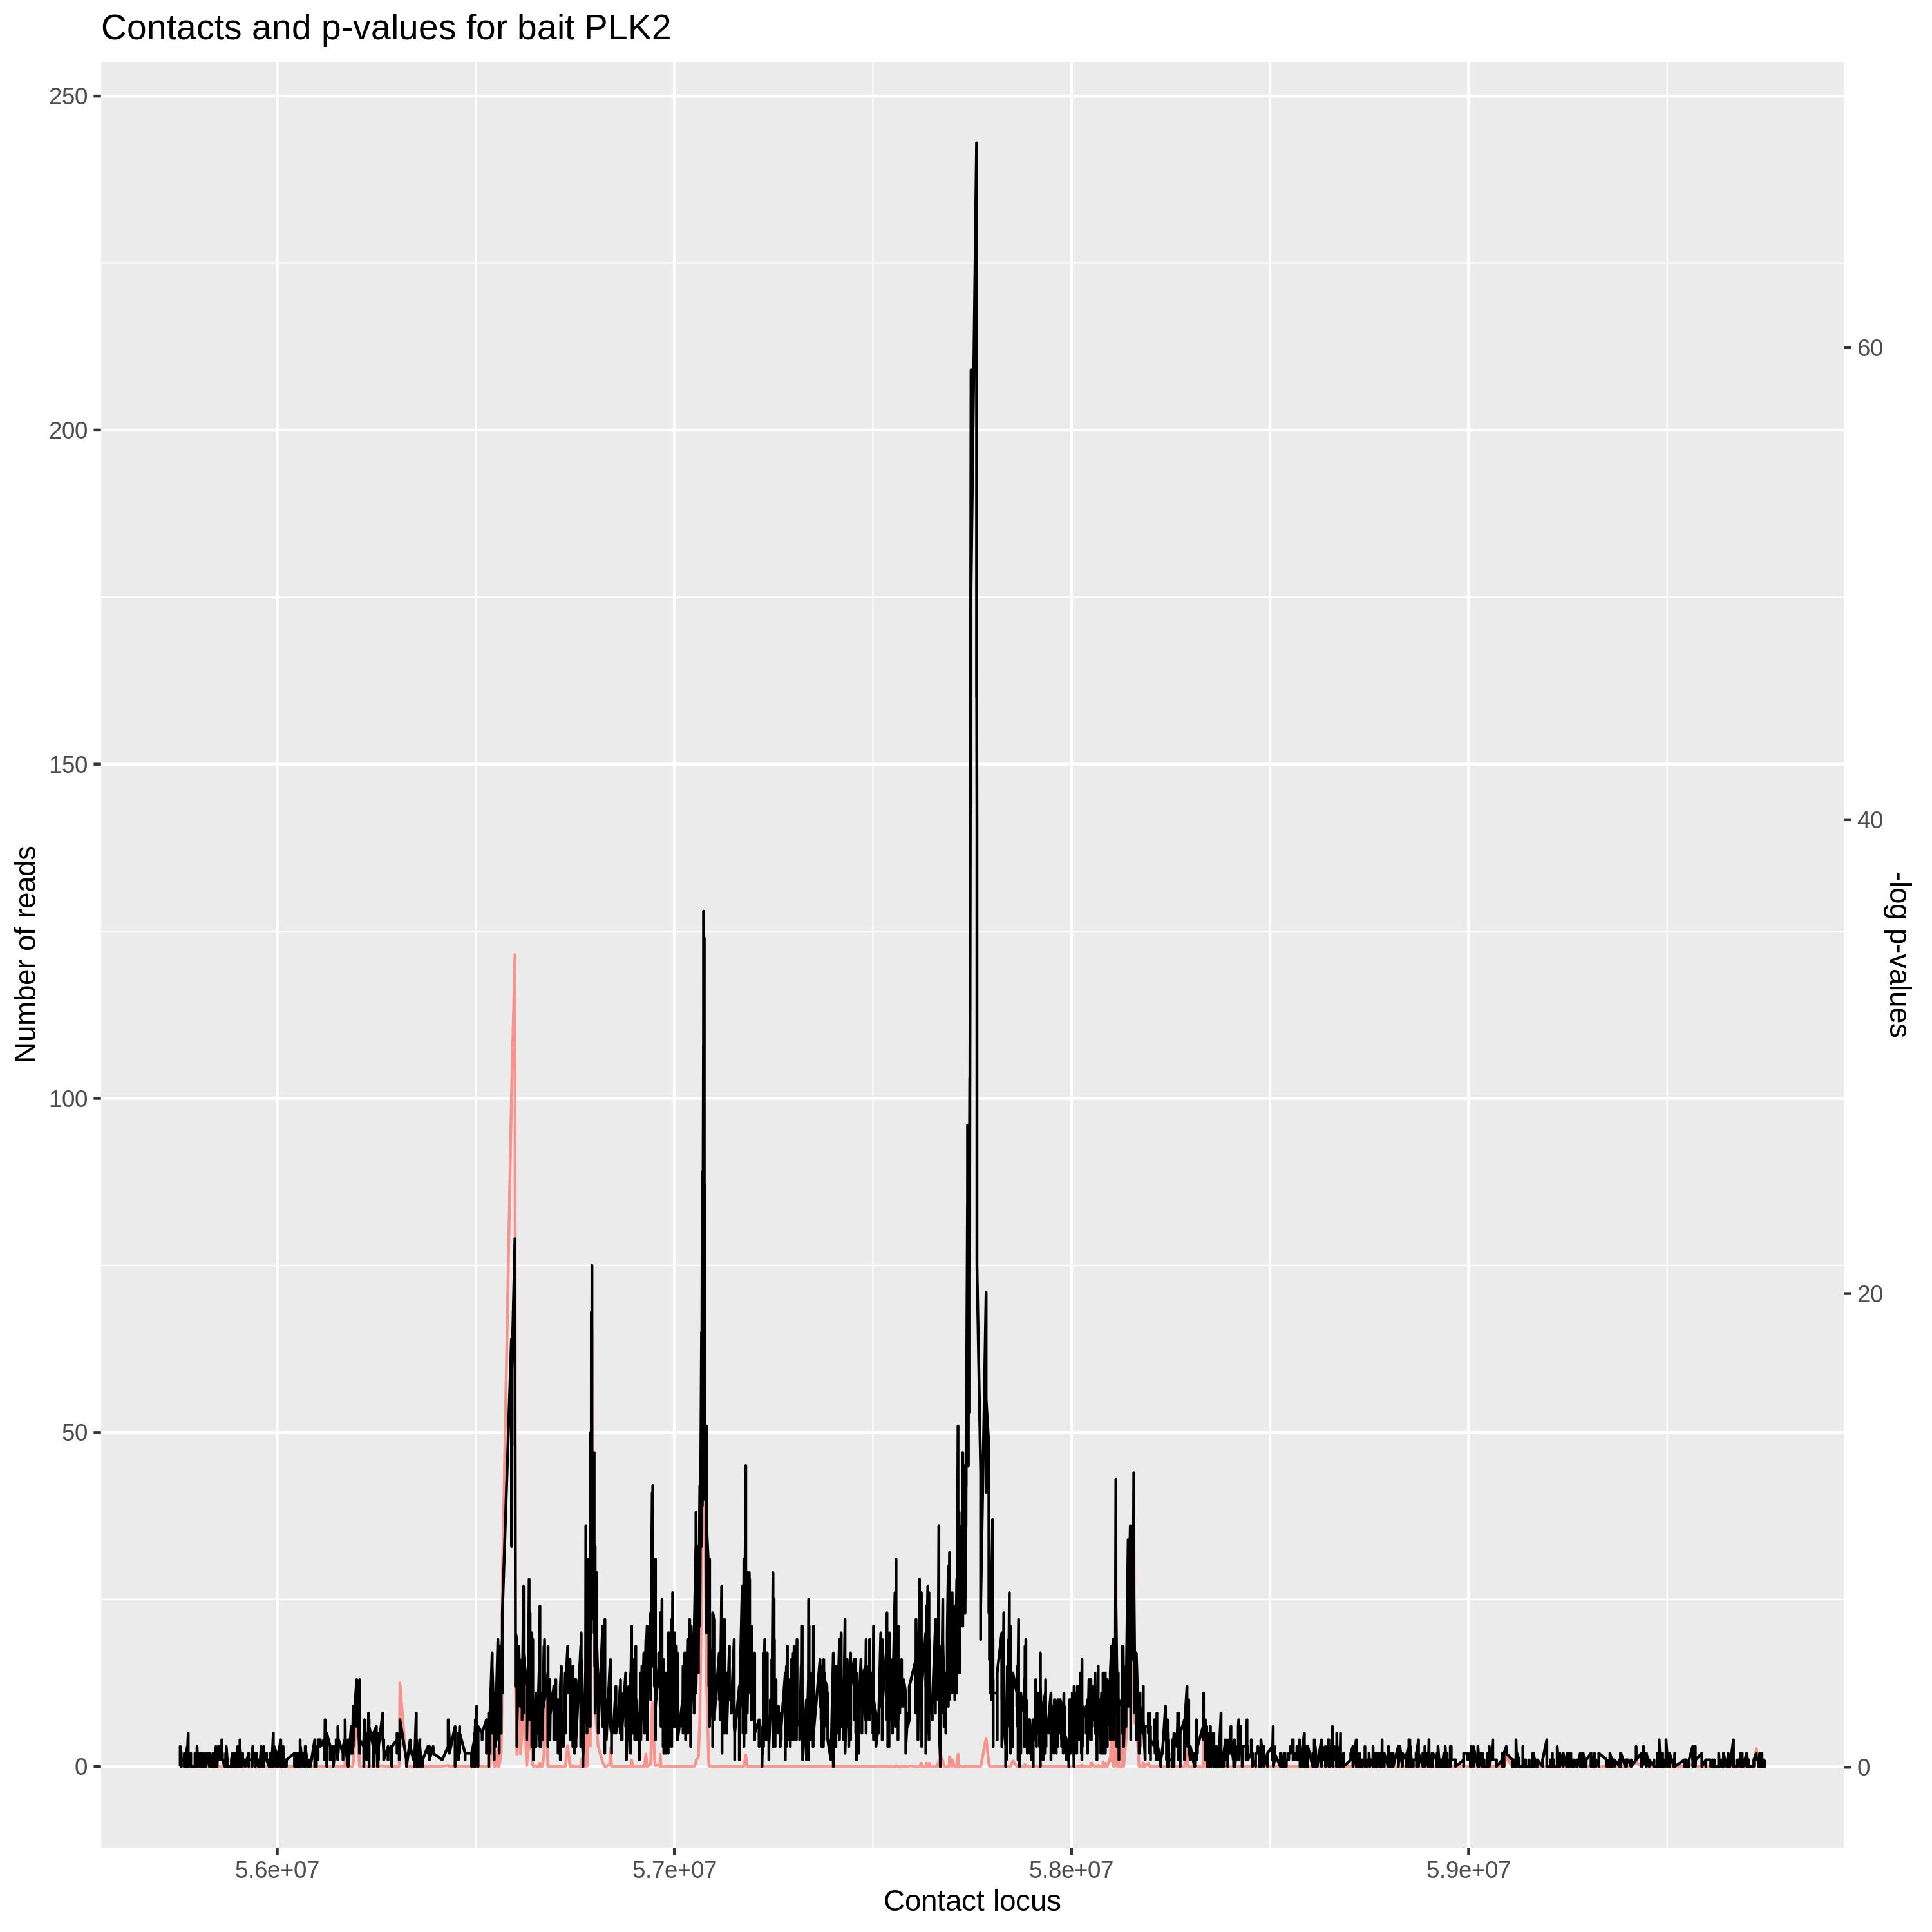 Contacts and p-values for bait PLK2
250
200
150
100
50
0
Number of reads
60
40
20
0
-log p-values
5.6e+07
5.7e+07
5.8e+07
5.9e+07
Contact locus